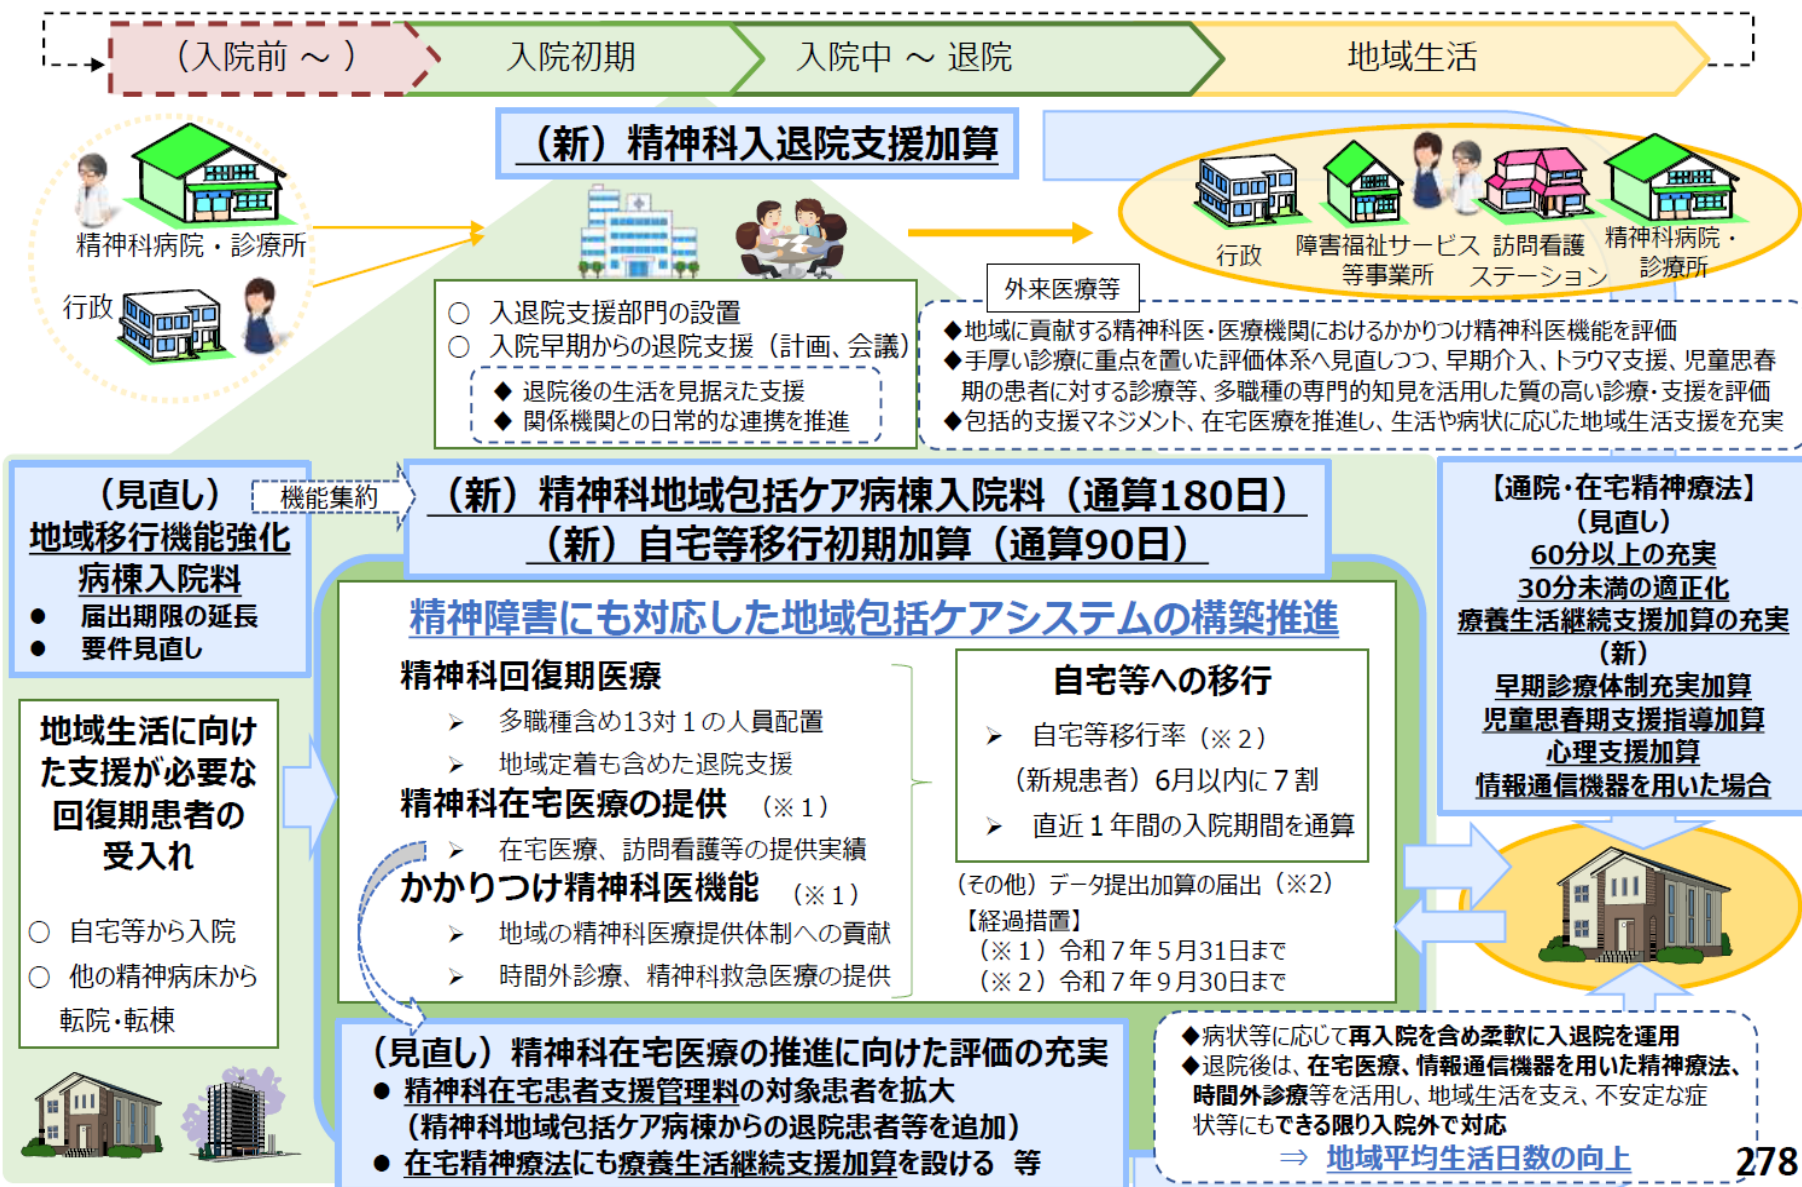 （入院前 ～ ）
入院初期
入院中 ～ 退院
地域生活
（新）精神科入退院支援加算
精神科病院・診療所
行政
○ 入退院支援部門の設置
○ 入院早期からの退院支援（計画、会議）
◆ 退院後の生活を見据えた支援
◆ 関係機関との日常的な連携を推進
行政
障害福祉サービス
等事業所
訪問看護
ステーション
精神科病院・
診療所
外来医療等
◆地域に貢献する精神科医・医療機関におけるかかりつけ精神科医機能を評価
◆手厚い診療に重点を置いた評価体系へ見直しつつ、早期介入、トラウマ支援、児童思春
期の患者に対する診療等、多職種の専門的知見を活用した質の高い診療・支援を評価
◆包括的支援マネジメント、在宅医療を推進し、生活や病状に応じた地域生活支援を充実
（見直し）
地域移行機能強化
病棟入院料
● 届出期限の延長
● 要件見直し
機能集約
（新）精神科地域包括ケア病棟入院料（通算180日）
（新）自宅等移行初期加算（通算90日）
地域生活に向け
た支援が必要な
回復期患者の
受入れ
○ 自宅等から入院
○ 他の精神病床から
転院・転棟
精神障害にも対応した地域包括ケアシステムの構築推進
精神科回復期医療
➢ 多職種含め13対１の人員配置
➢ 地域定着も含めた退院支援
精神科在宅医療の提供 （※１）
➢ 在宅医療、訪問看護等の提供実績
かかりつけ精神科医機能 （※１）
➢ 地域の精神科医療提供体制への貢献
➢ 時間外診療、精神科救急医療の提供
自宅等への移行
➢ 自宅等移行率（※２）
（新規患者）6月以内に７割
➢ 直近１年間の入院期間を通算
（その他）データ提出加算の届出（※2）
【経過措置】
（※１）令和７年５月31日まで
（※２）令和７年９月30日まで
（見直し）精神科在宅医療の推進に向けた評価の充実
● 精神科在宅患者支援管理料の対象患者を拡大
（精神科地域包括ケア病棟からの退院患者等を追加）
● 在宅精神療法にも療養生活継続支援加算を設ける 等
【通院・在宅精神療法】
（見直し）
60分以上の充実
30分未満の適正化
療養生活継続支援加算の充実
（新）
早期診療体制充実加算
児童思春期支援指導加算
心理支援加算
情報通信機器を用いた場合
◆病状等に応じて再入院を含め柔軟に入退院を運用
◆退院後は、在宅医療、情報通信機器を用いた精神療法、
時間外診療等を活用し、地域生活を支え、不安定な症
状等にもできる限り入院外で対応
⇒ 地域平均生活日数の向上
278